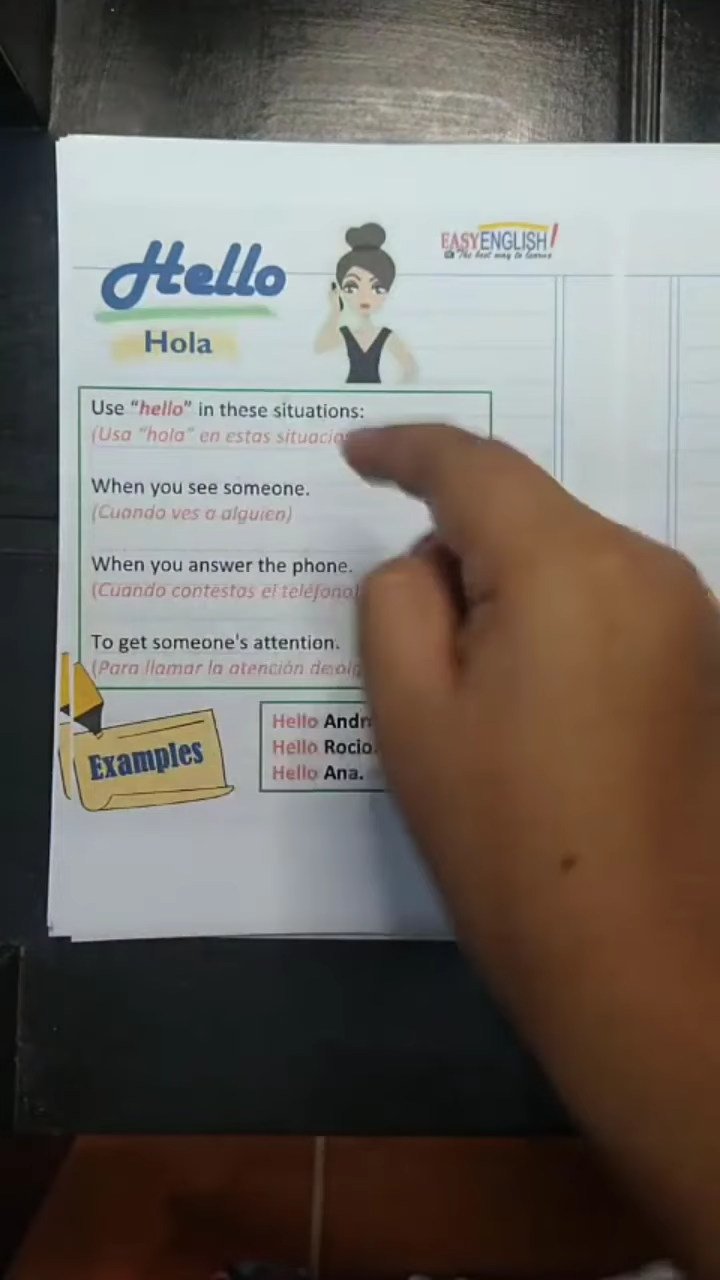 Hello
EASYENGLISH!
The best way to learn
Hola
Use “hello” in these situations:
(Usa “hola” en estas
When you see someone.
(Cuando ves a alguien)
When you answer the phone.
(Cuando contestas el teléfono)
To get someone's attention.
(Para llamar la atención de
Examples
Hello
Hello Rocio.
Hello Ana.